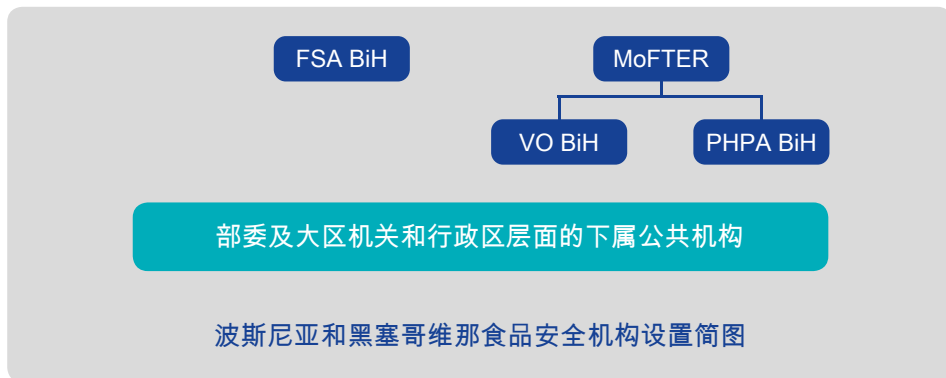 FSA BiH
MoFTER
VO BiH
PHPA BiH
部委及大区机关和行政区层面的下属公共机构
波斯尼亚和黑塞哥维那食品安全机构设置简图